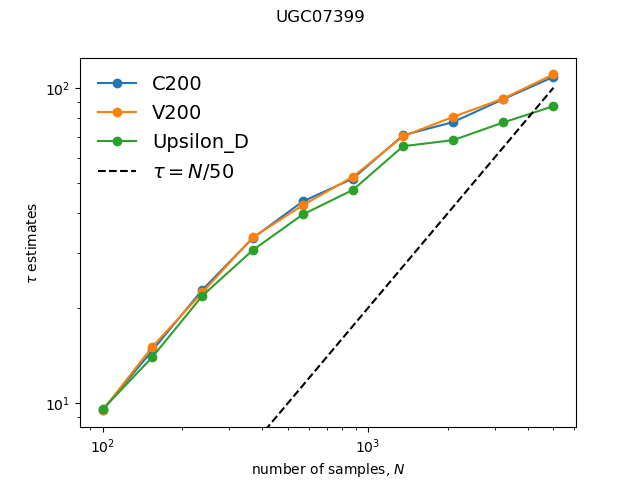 UGC07399
C200
V200
Upsilon_D
τ = N/50
10²
10¹
τ estimates
10²
10³
number of samples, N